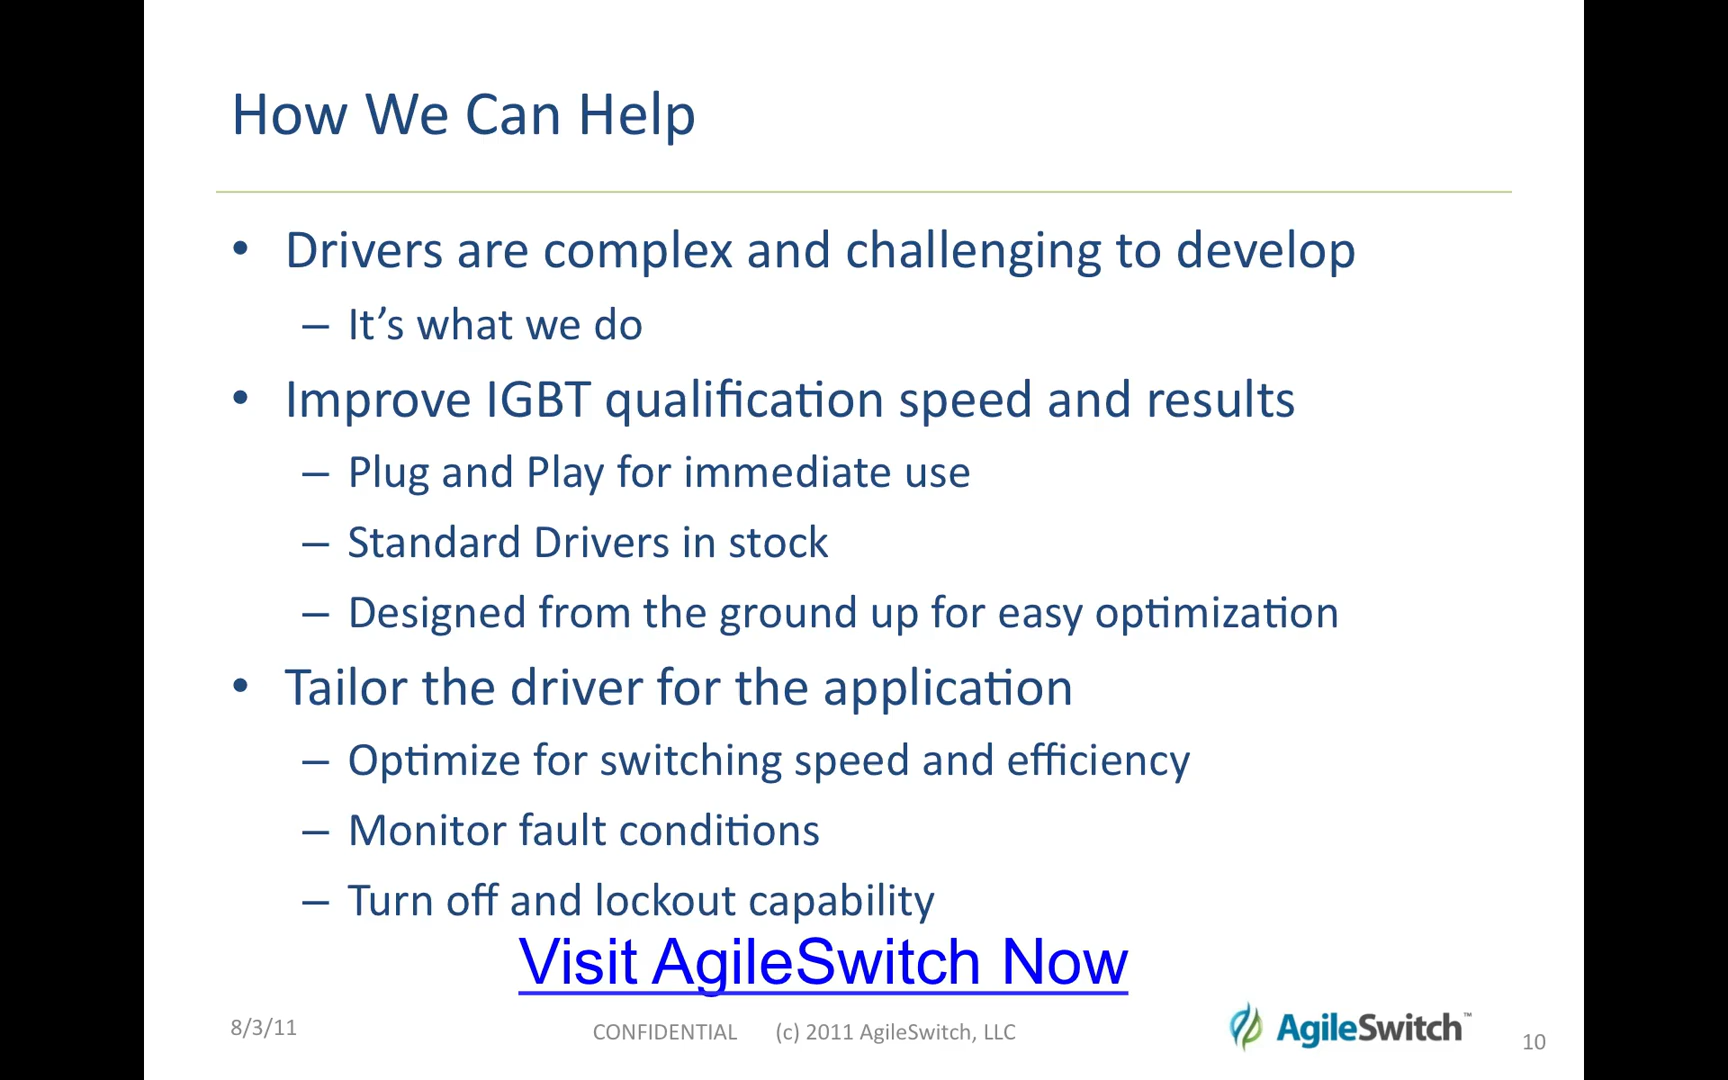 How We Can Help
• Drivers are complex and challenging to develop
– It’s what we do
• Improve IGBT qualification speed and results
– Plug and Play for immediate use
– Standard Drivers in stock
– Designed from the ground up for easy optimization
• Tailor the driver for the application
– Optimize for switching speed and efficiency
– Monitor fault conditions
– Turn off and lockout capability
Visit AgileSwitch Now
8/3/11 CONFIDENTIAL (c) 2011 AgileSwitch, LLC AgileSwitch™ 10